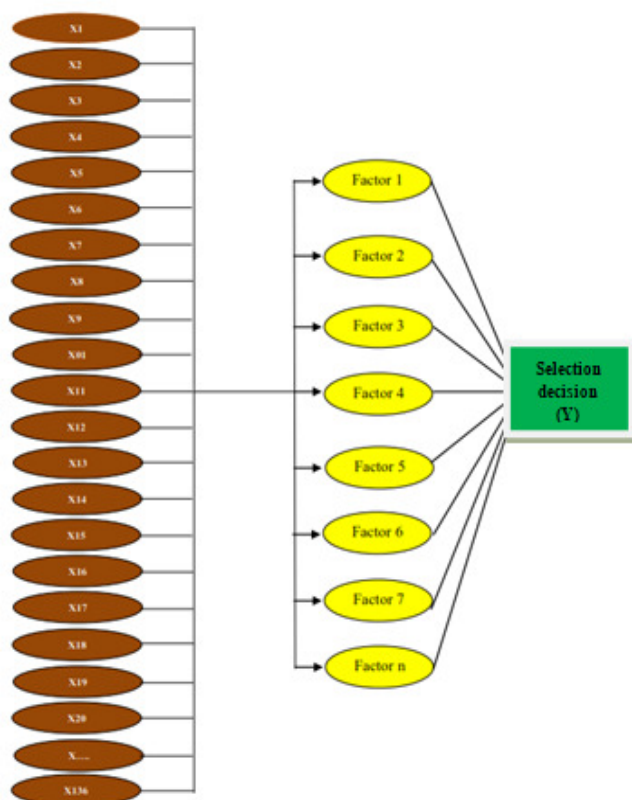 X1
X2
X3
X4
X5
X6
X7
X8
X9
X01
X11
X12
X13
X14
X15
X16
X17
X18
X19
X20
X.....
X136
Factor 1
Factor 2
Factor 3
Factor 4
Factor 5
Factor 6
Factor 7
Factor n
Selection
decision
(Y)